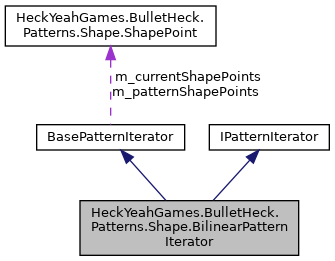 HeckYeahGames.BulletHeck.
Patterns.Shape.ShapePoint
m_currentShapePoints
m_patternShapePoints
BasePatternIterator
IPatternIterator
HeckYeahGames.BulletHeck.
Patterns.Shape.BilinearPattern
Iterator